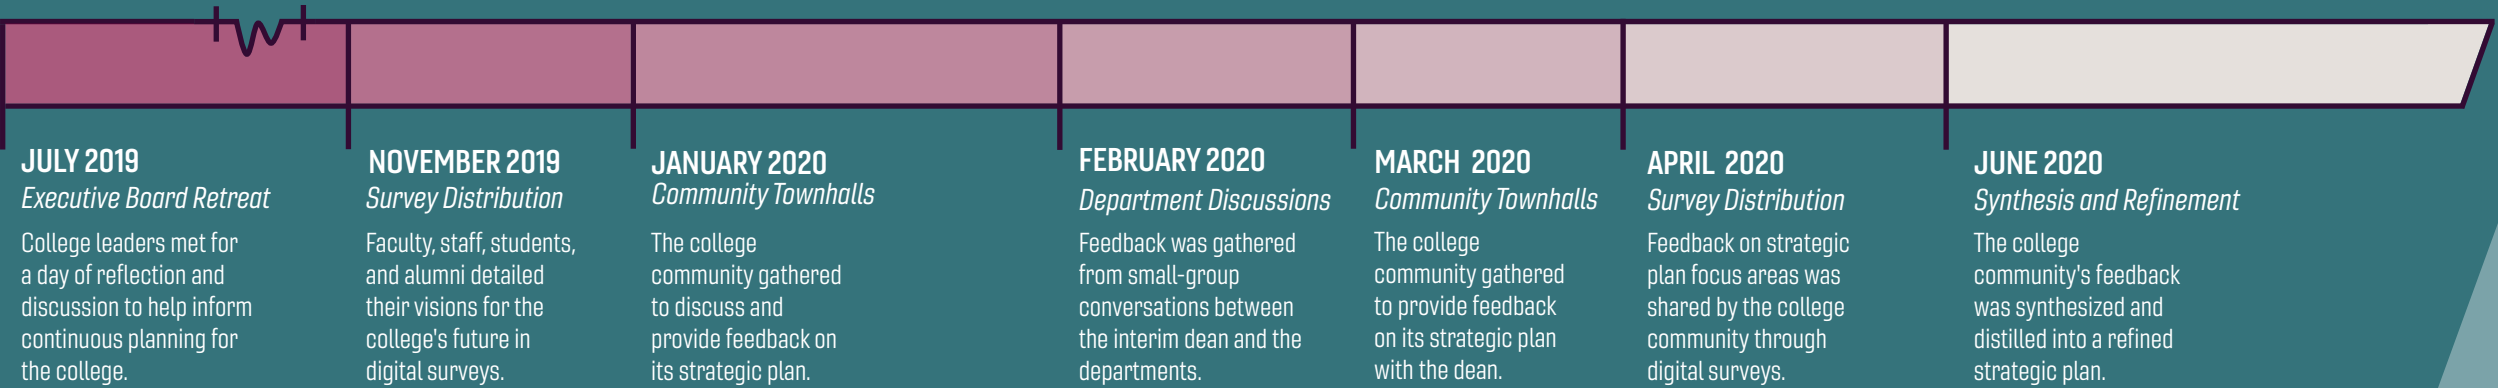 JULY 2019
Executive Board Retreat
College leaders met for
a day of reflection and
discussion to help inform
continuous planning for
the college.
NOVEMBER 2019
Survey Distribution
Faculty, staff, students,
and alumni detailed
their visions for the
college's future in
digital surveys.
JANUARY 2020
Community Townhalls
The college
community gathered
to discuss and
provide feedback on
its strategic plan.
FEBRUARY 2020
Department Discussions
Feedback was gathered
from small-group
conversations between
the interim dean and the
departments.
MARCH 2020
Community Townhalls
The college
community gathered
to provide feedback
on its strategic plan
with the dean.
APRIL 2020
Survey Distribution
Feedback on strategic
plan focus areas was
shared by the college
community through
digital surveys.
JUNE 2020
Synthesis and Refinement
The college
community's feedback
was synthesized and
distilled into a refined
strategic plan.